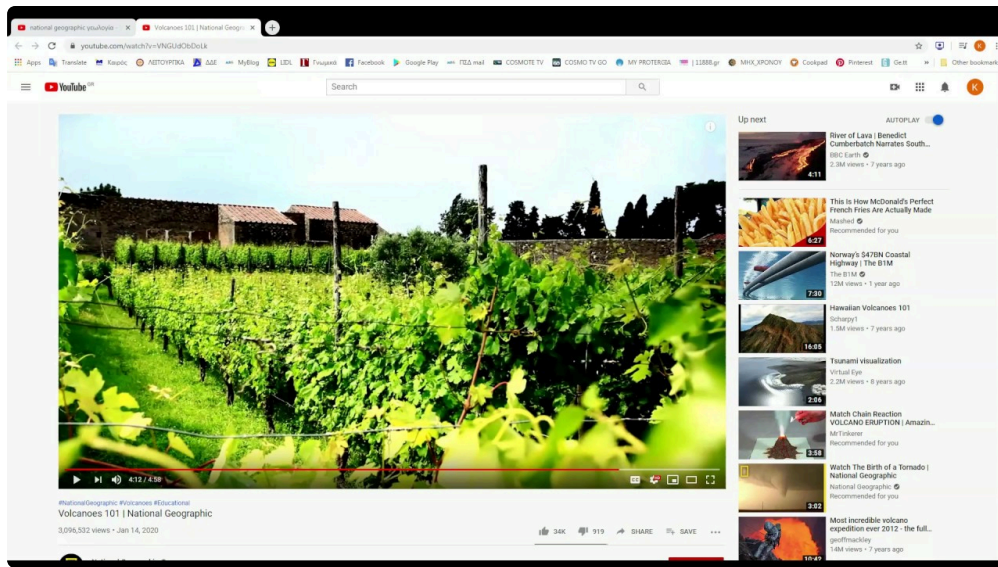 national geographic ηφαίστεια
Volcanoes 101 | National Geogr
youtube.com/watch?v=VNGUdObDoLk
Apps Translate Καιρός ΛΕΙΤΟΥΡΓΙΚΑ ΔΔΕ MyBlog LIDL Γνωμικά Facebook Google Play ΠΣΔ mail COSMOTE TV COSMO TV GO MY PROTERGIA | 11888.gr ΜΗΧ_ΧΡΟΝΟΥ Cookpad Pinterest Ge.tt » Other bookmark
YouTube GR
Search
K
Up next
AUTOPLAY
River of Lava | Benedict
Cumberbatch Narrates South...
BBC Earth
2.3M views • 7 years ago
4:11
This Is How McDonald's Perfect
French Fries Are Actually Made
Mashed
Recommended for you
6:27
Norway's $47BN Coastal
Highway | The B1M
The B1M
12M views • 1 year ago
7:30
Hawaiian Volcanoes 101
Scharpy1
1.5M views • 7 years ago
16:05
Tsunami visualization
Virtual Eye
2.2M views • 8 years ago
2:06
Match Chain Reaction
VOLCANO ERUPTION | Amazin...
MrTinkerer
Recommended for you
3:58
Watch The Birth of a Tornado |
National Geographic
National Geographic
Recommended for you
3:02
Most incredible volcano
expedition ever 2012 - the full...
geoffmackley
14M views • 7 years ago
10:42
4:12 / 4:58
#NationalGeographic #Volcanoes #Educational
Volcanoes 101 | National Geographic
3,096,532 views • Jan 14, 2020
34K 919 SHARE SAVE